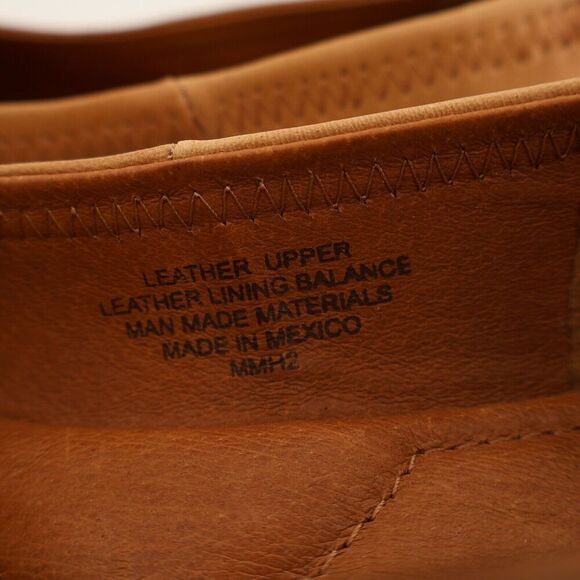 LEATHER UPPER
LEATHER LINING BALANCE
MAN MADE MATERIALS
MADE IN MEXICO
MMH2